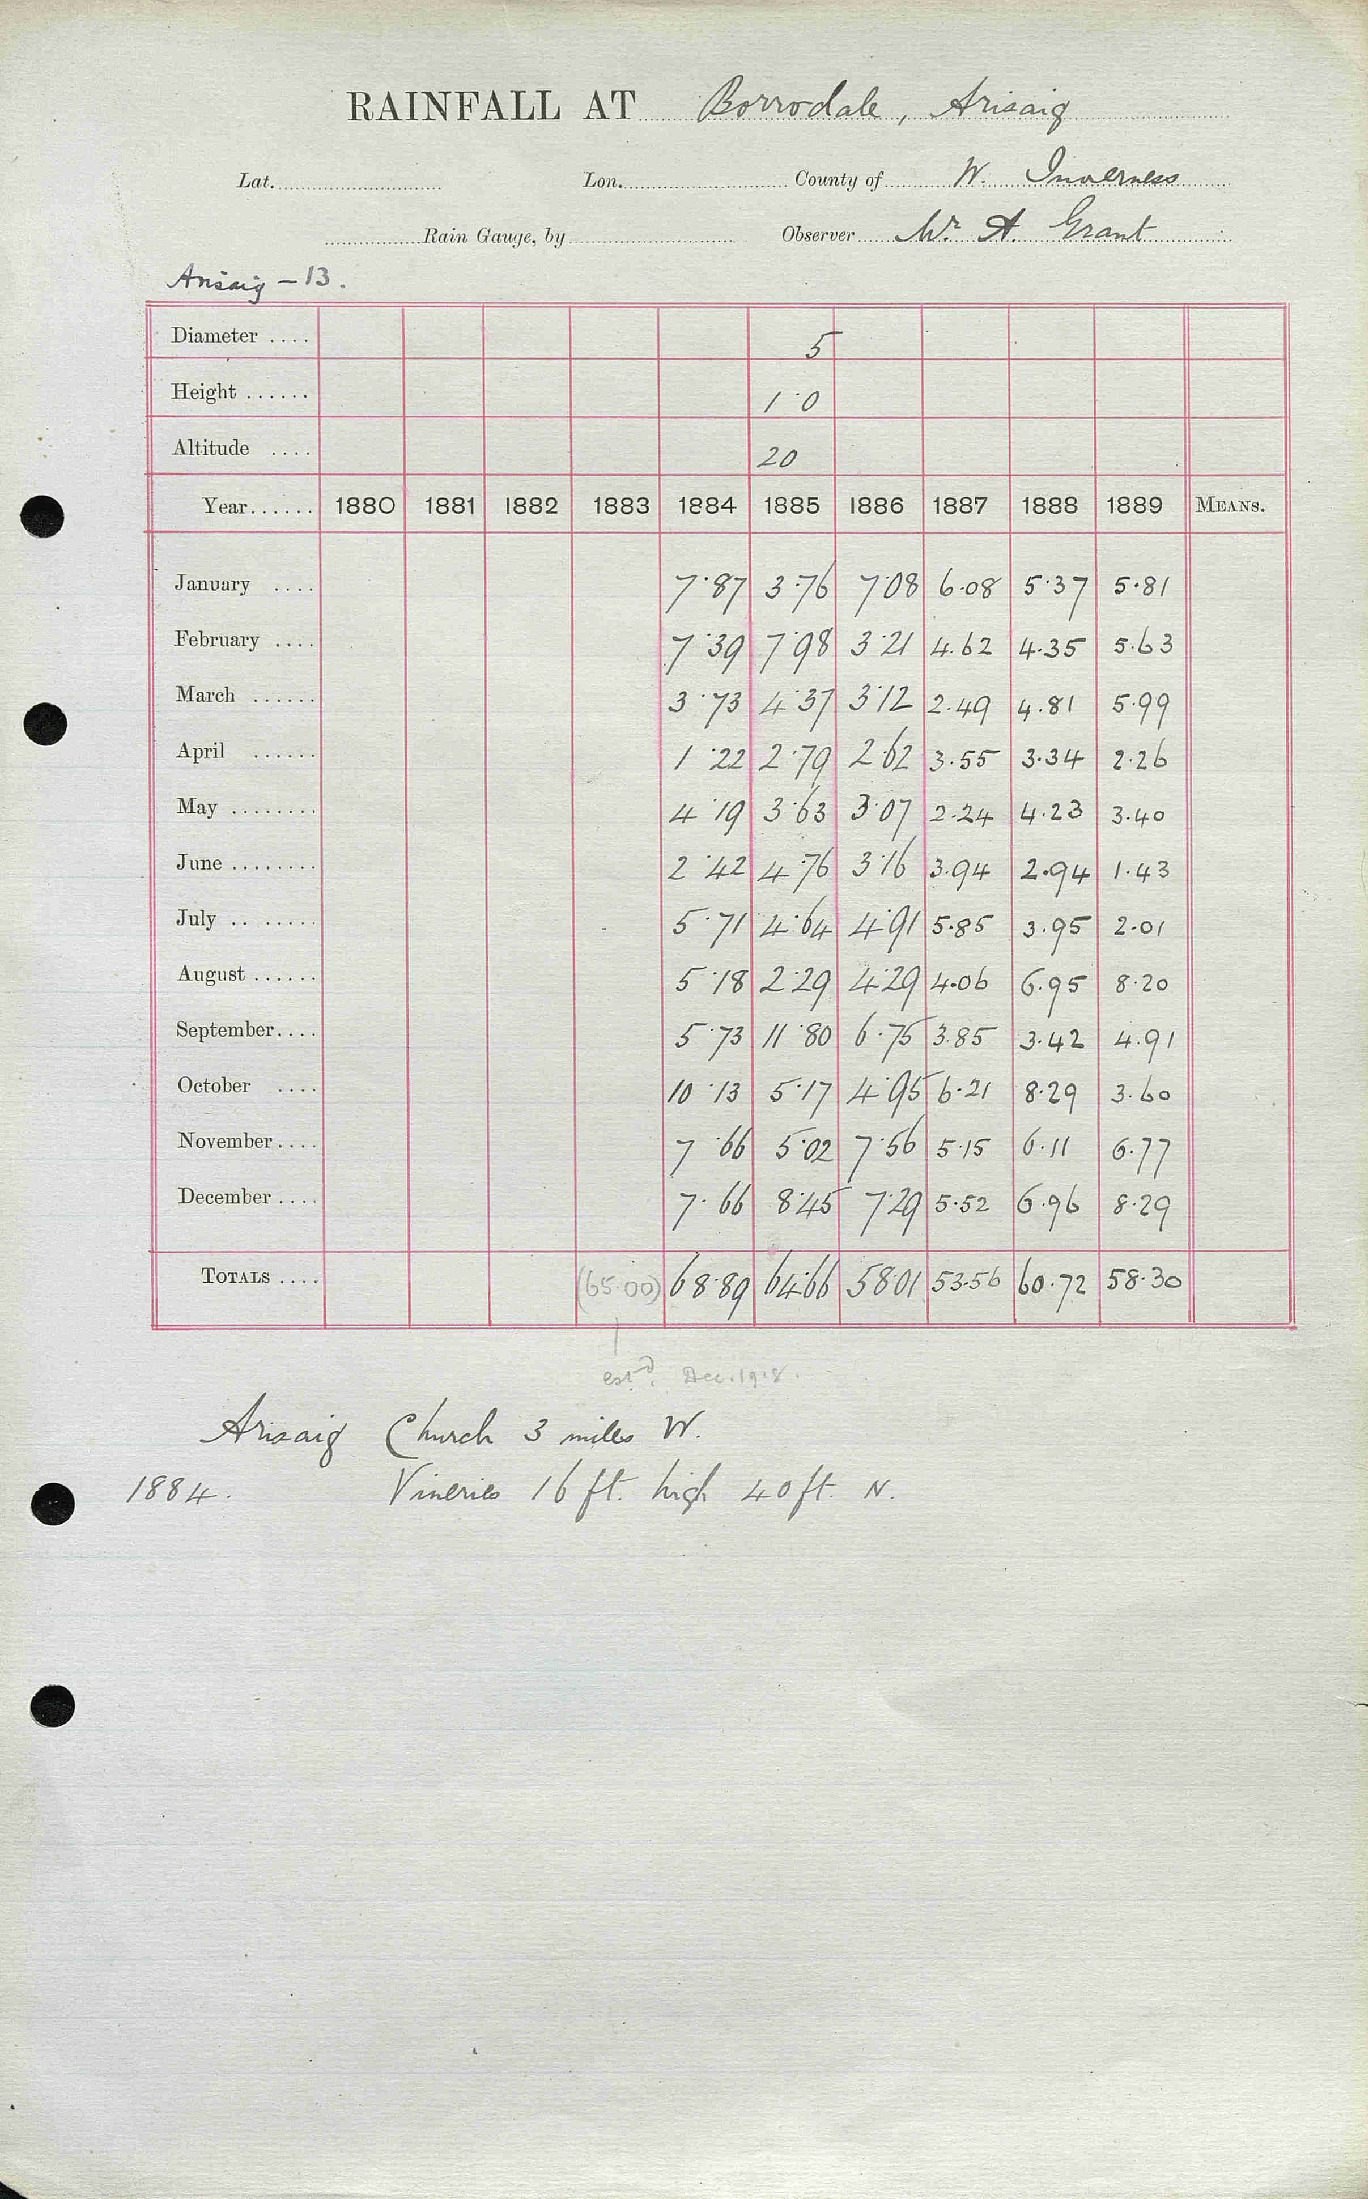 RAINFALL AT Borrodale, Arisaig
Lat. Lon. County of W. Inverness
Rain Gauge, by Observer Mr A. Grant
Arisaig - 13.
Diameter .... 5
Height ...... 1.0
Altitude .... 20
Year...... 1880 1881 1882 1883 1884 1885 1886 1887 1888 1889 MEANS.
January .... 7.87 3.76 7.08 6.08 5.37 5.81
February .... 7.39 7.98 3.21 4.62 4.35 5.63
March ...... 3.73 4.37 3.12 2.49 4.81 5.99
April ...... 1.22 2.79 2.62 3.55 3.34 2.26
May ........ 4.19 3.63 3.07 2.24 4.23 3.40
June ........ 2.42 4.76 3.16 3.94 2.94 1.43
July ........ 5.71 4.64 4.91 5.85 3.95 2.01
August ...... 5.18 2.29 4.29 4.06 6.95 8.20
September.... 5.73 11.80 6.75 3.85 3.42 4.91
October .... 10.13 5.17 4.95 6.21 8.29 3.60
November.... 7.66 5.02 7.56 5.15 6.11 6.77
December.... 7.66 8.45 7.29 5.52 6.96 8.29
TOTALS .... (65.00) 68.89 64.66 58.01 53.56 60.72 58.30
estd. Dec. 1918.
Arisaig Church 3 miles W.
1884. Vineries 16 ft. high 40 ft. N.